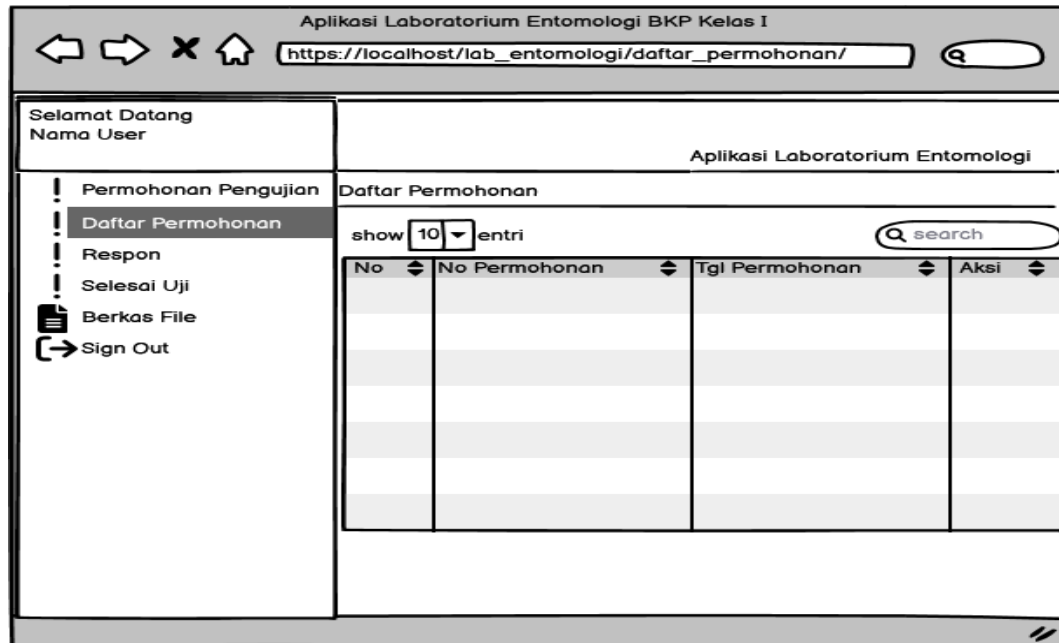 Aplikasi Laboratorium Entomologi BKP Kelas I
https://localhost/lab_entomologi/daftar_permohonan/
Selamat Datang
Nama User
Aplikasi Laboratorium Entomologi
Permohonan Pengujian
Daftar Permohonan
Respon
Selesai Uji
Berkas File
Sign Out
Daftar Permohonan
show 10 entri
search
No No Permohonan Tgl Permohonan Aksi